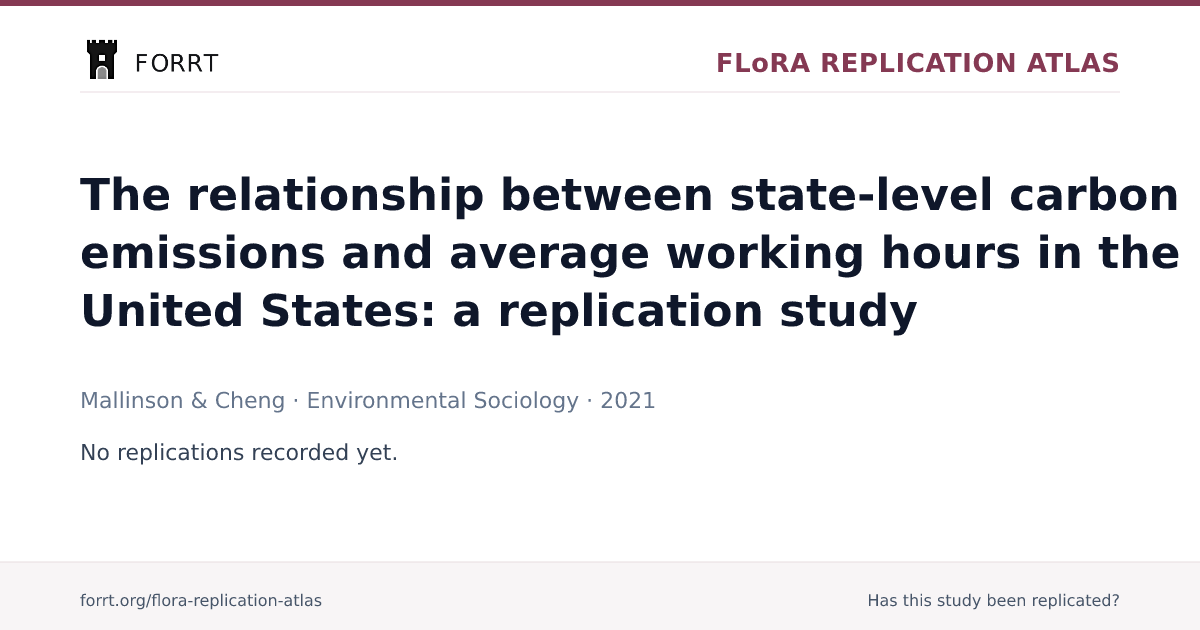 FORRT
FLoRA REPLICATION ATLAS
The relationship between state-level carbon
emissions and average working hours in the
United States: a replication study
Mallinson & Cheng · Environmental Sociology · 2021
No replications recorded yet.
forrt.org/flora-replication-atlas
Has this study been replicated?